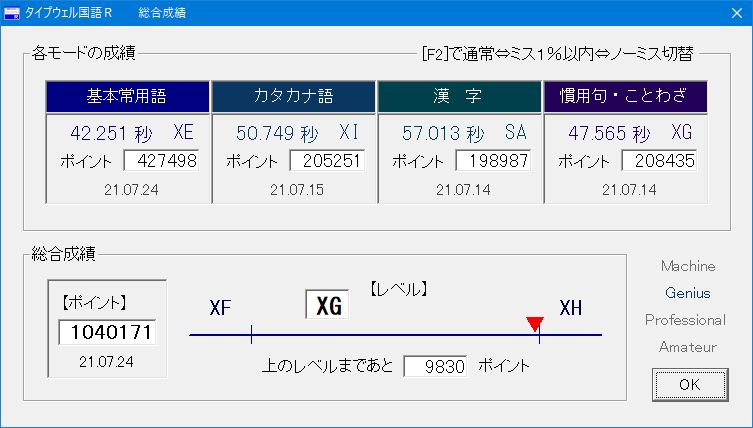 タイプウェル国語Ｒ　　総合成績
各モードの成績
[F2]で通常⇔ミス１％以内⇔ノーミス切替
基本常用語
カタカナ語
漢　字
慣用句・ことわざ
42.251 秒　XE
50.749 秒　XI
57.013 秒　SA
47.565 秒　XG
ポイント 427498
ポイント 205251
ポイント 198987
ポイント 208435
21.07.24
21.07.15
21.07.14
21.07.14
総合成績
【ポイント】
1040171
21.07.24
【レベル】
XF
XG
XH
上のレベルまであと 9830 ポイント
Machine
Genius
Professional
Amateur
OK